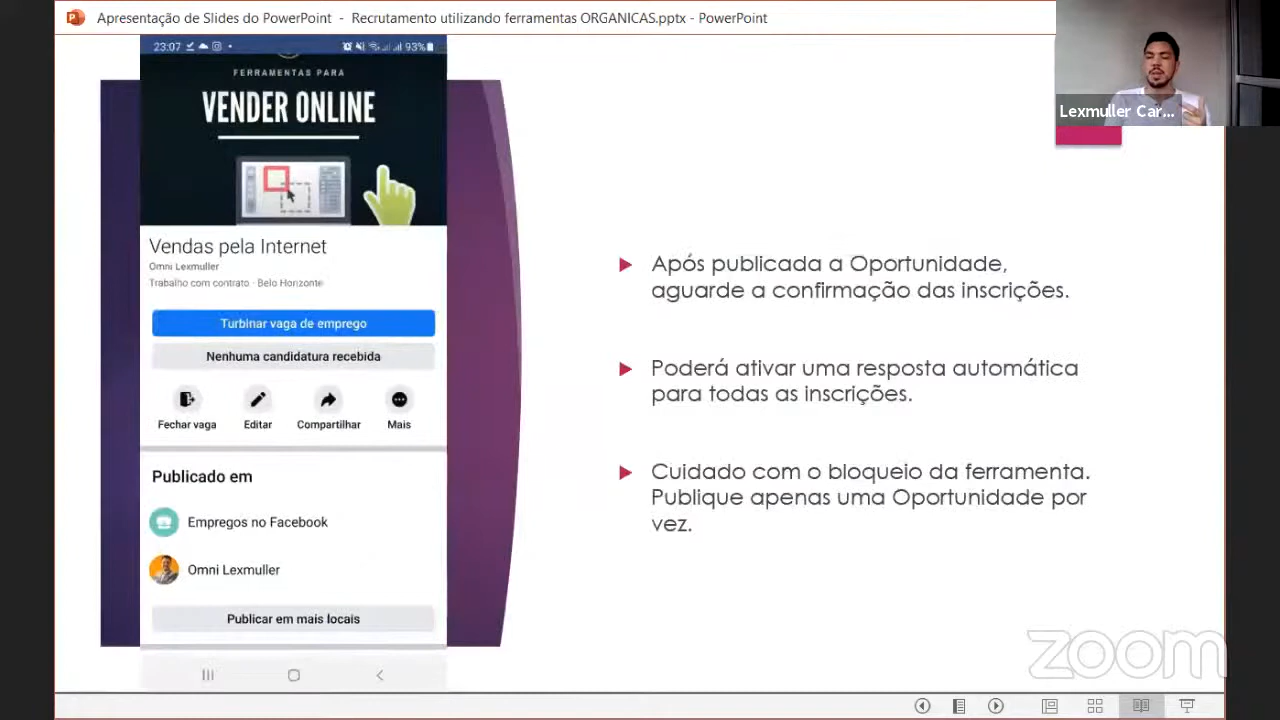 Apresentação de Slides do PowerPoint - Recrutamento utilizando ferramentas ORGANICAS.pptx - PowerPoint
Lexmuller Car...
23:07
93%
FERRAMENTAS PARA
VENDER ONLINE
Vendas pela Internet
Omni Lexmuller
Trabalho com contrato · Belo Horizonte
Turbinar vaga de emprego
Nenhuma candidatura recebida
Fechar vaga Editar Compartilhar Mais
Publicado em
Empregos no Facebook
Omni Lexmuller
Publicar em mais locais
Após publicada a Oportunidade,
aguarde a confirmação das inscrições.
Poderá ativar uma resposta automática
para todas as inscrições.
Cuidado com o bloqueio da ferramenta.
Publique apenas uma Oportunidade por
vez.
zoom